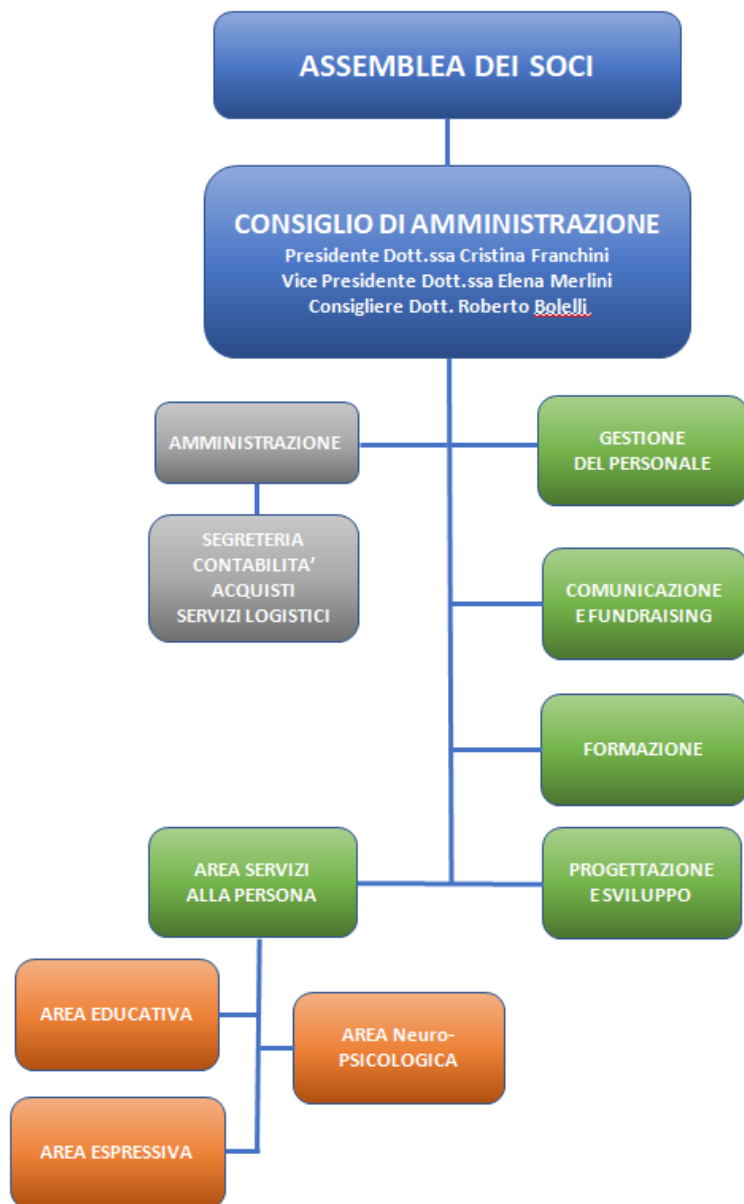 ASSEMBLEA DEI SOCI
CONSIGLIO DI AMMINISTRAZIONE
Presidente Dott.ssa Cristina Franchini
Vice Presidente Dott.ssa Elena Merlini
Consigliere Dott. Roberto Bolelli
AMMINISTRAZIONE
GESTIONE
DEL PERSONALE
SEGRETERIA
CONTABILITA’
ACQUISTI
SERVIZI LOGISTICI
COMUNICAZIONE
E FUNDRAISING
FORMAZIONE
AREA SERVIZI
ALLA PERSONA
PROGETTAZIONE
E SVILUPPO
AREA EDUCATIVA
AREA Neuro-
PSICOLOGICA
AREA ESPRESSIVA